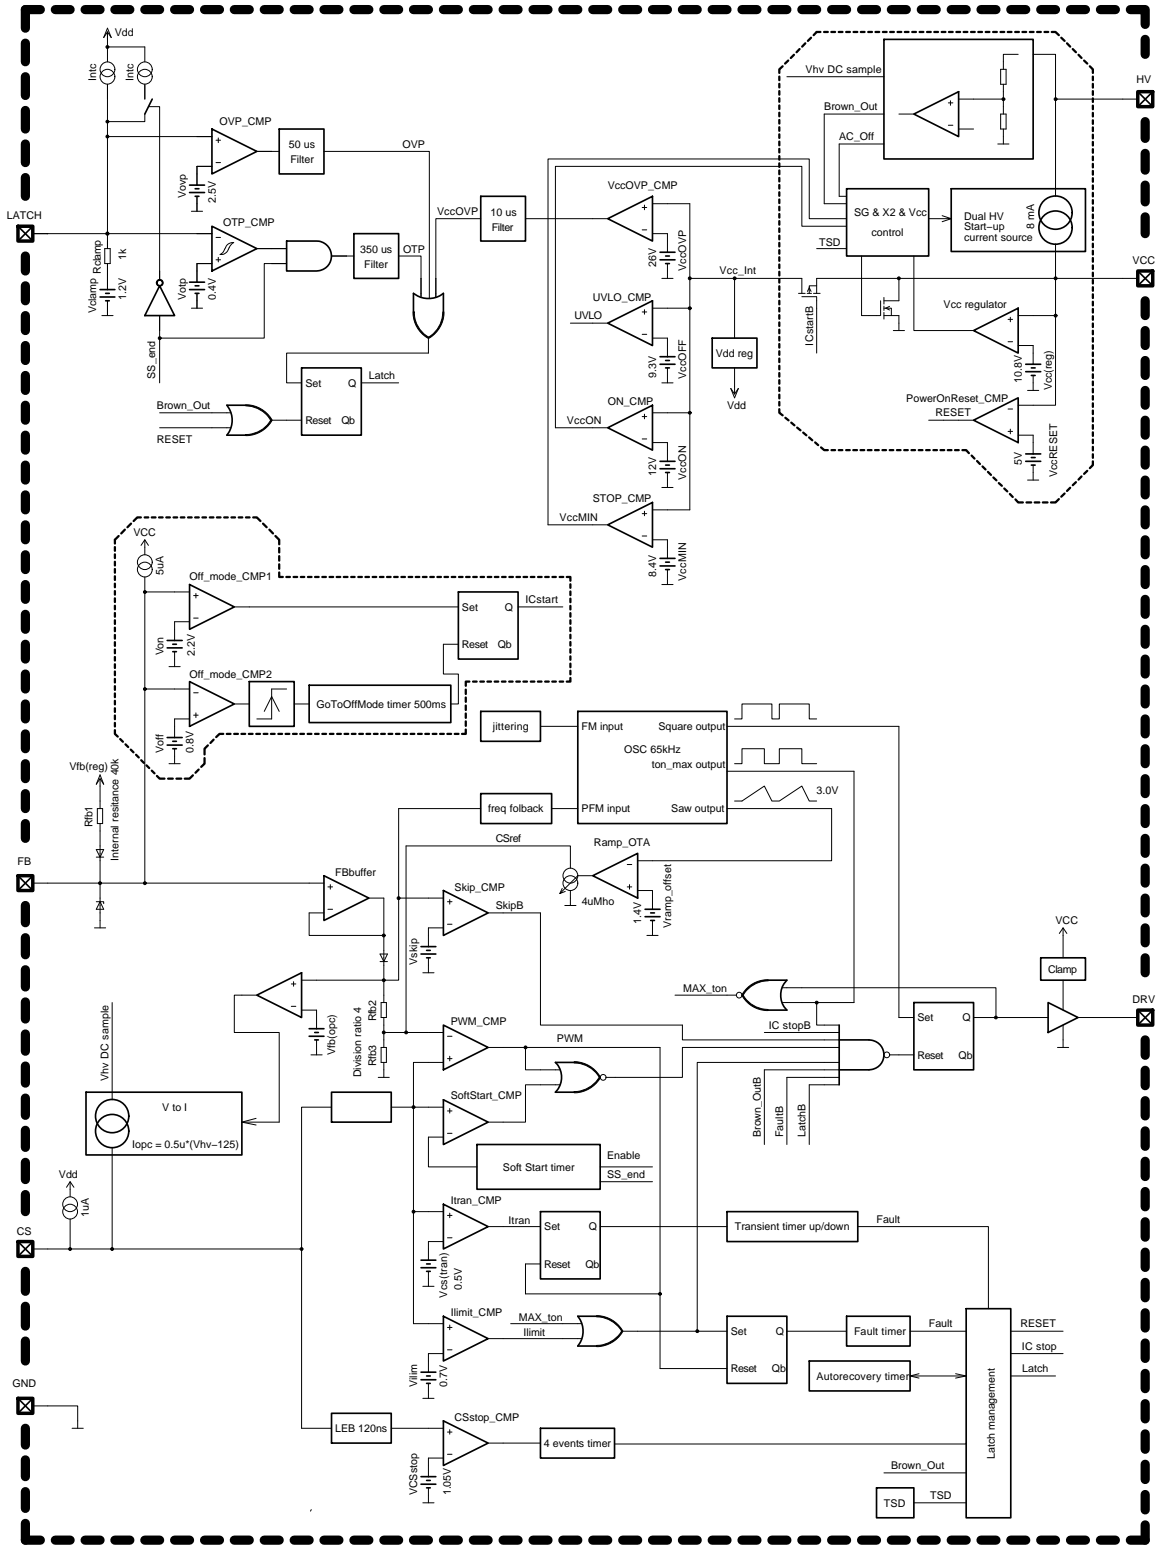 Vdd
Intc
Intc
OVP_CMP
50 us
Filter
OVP
Vovp
2.5V
LATCH
OTP_CMP
Rclamp
1k
Vclamp
1.2V
Votp
0.4V
350 us
Filter
OTP
SS_end
Set
Q
Latch
Reset
Qb
Brown_Out
RESET
VccOVP
10 us
Filter
VccOVP_CMP
26V
VccOVP
Vcc_Int
UVLO_CMP
UVLO
9.3V
VccOFF
Vdd reg
Vdd
ON_CMP
VccON
12V
VccON
STOP_CMP
VccMIN
8.4V
VccMIN
Vhv DC sample
Brown_Out
AC_Off
HV
SG & X2 & Vcc
control
TSD
Dual HV
Start-up
current source
8 mA
VCC
ICstartB
Vcc regulator
10.8V
Vcc(reg)
PowerOnReset_CMP
RESET
5V
VccRESET
VCC
5uA
Off_mode_CMP1
Von
2.2V
Set
Q
ICstart
Reset
Qb
Off_mode_CMP2
Voff
0.8V
GoToOffMode timer 500ms
Vfb(reg)
Rfb1
Internal resitance 40k
FB
jittering
FM input
Square output
OSC 65kHz
ton_max output
freq folback
PFM input
Saw output
3.0V
CSref
Ramp_OTA
4uMho
1.4V
Vramp_offset
FBbuffer
Skip_CMP
SkipB
Vskip
VCC
Clamp
DRV
MAX_ton
IC stopB
Set
Q
Reset
Qb
Vhv DC sample
Vfb(opc)
Division ratio 4
Rfb2
Rfb3
PWM_CMP
PWM
V to I
Iopc = 0.5u*(Vhv-125)
SoftStart_CMP
Soft Start timer
Enable
SS_end
Brown_OutB
FaultB
LatchB
Vdd
1uA
CS
Itran_CMP
Itran
Set
Q
Reset
Qb
Vcs(tran)
0.5V
Transient timer up/down
Fault
Ilimit_CMP
MAX_ton
Ilimit
Vilim
0.7V
Set
Q
Reset
Qb
Fault timer
Fault
Autorecovery timer
Latch management
RESET
IC stop
Latch
GND
LEB 120ns
CSstop_CMP
VCSstop
1.05V
4 events timer
Brown_Out
TSD
TSD